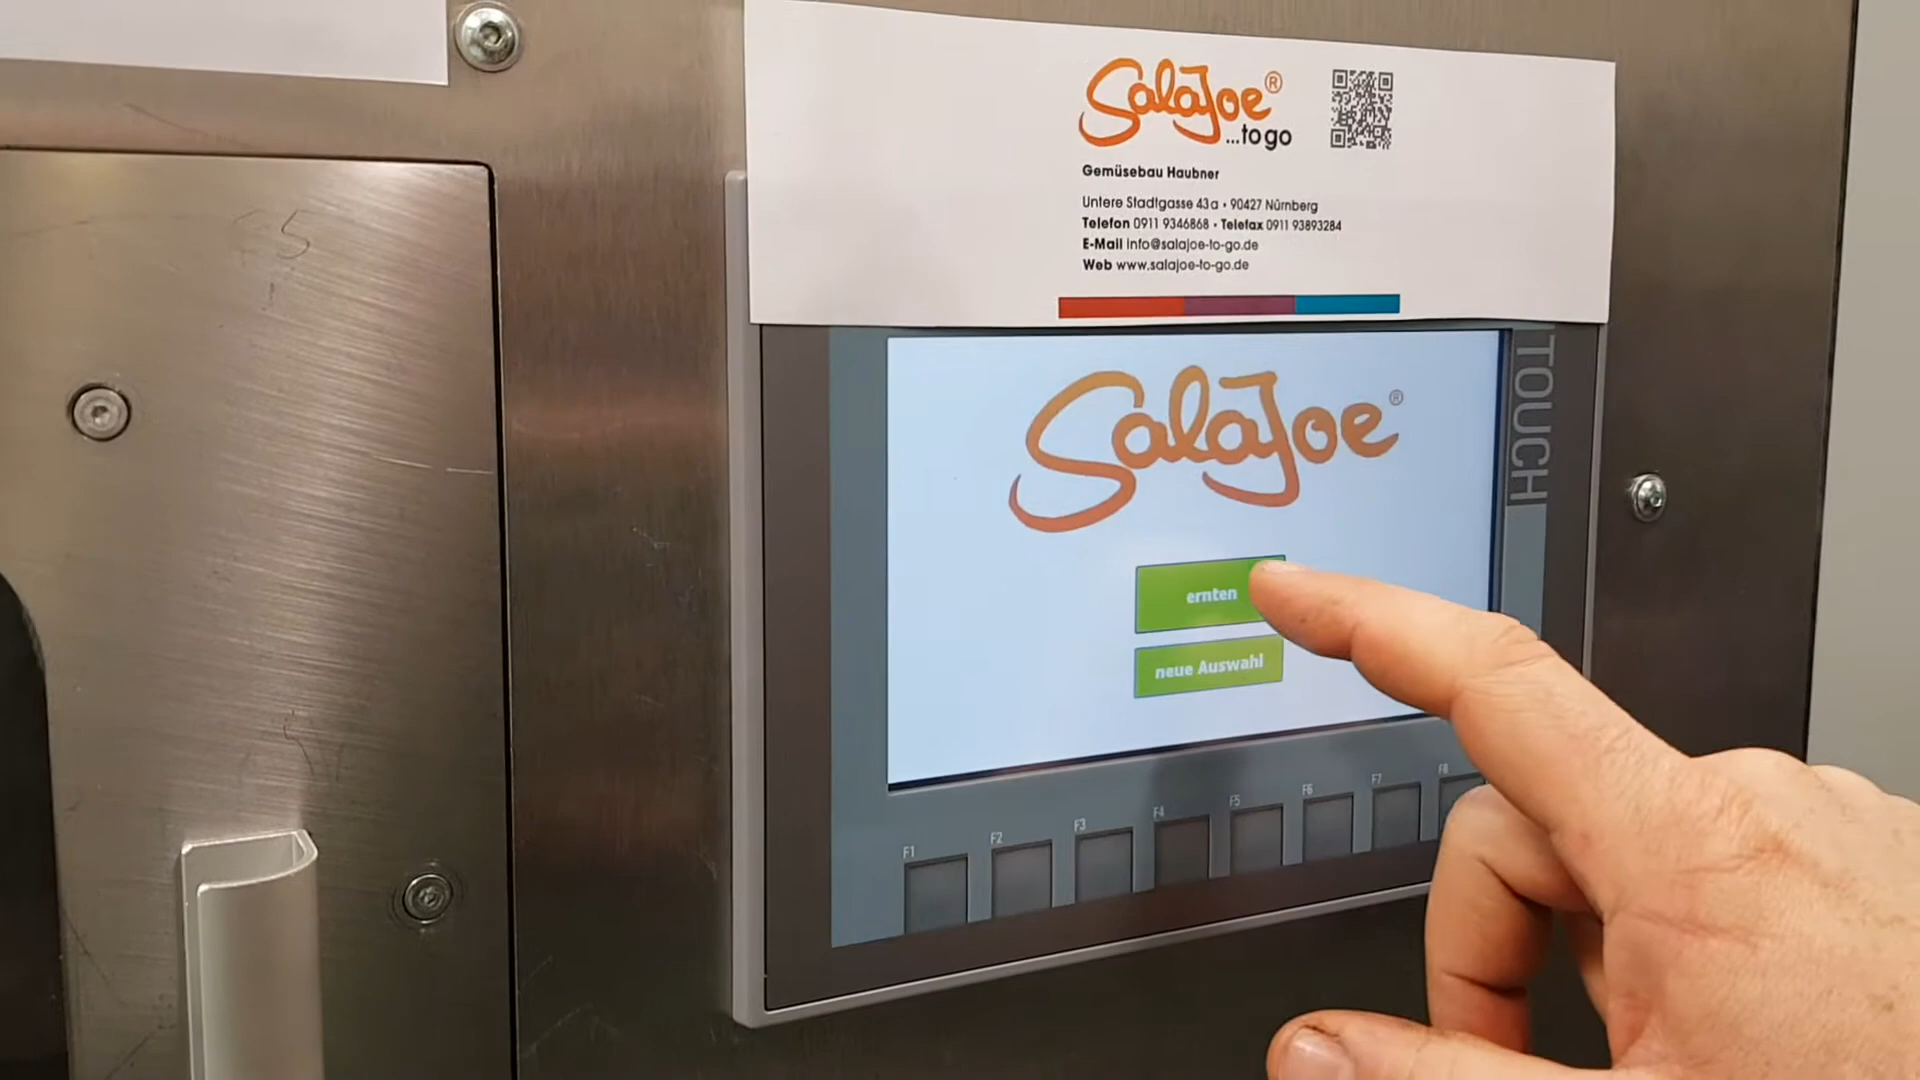 SalaJoe®
...to go
Gemüsebau Haubner
Untere Stadtgasse 43a • 90427 Nürnberg
Telefon 0911 9346868 • Telefax 0911 93893284
E-Mail info@salajoe-to-go.de
Web www.salajoe-to-go.de
SalaJoe®
TOUCH
ernten
neue Auswahl
F1 F2 F3 F4 F5 F6 F7 F8
5